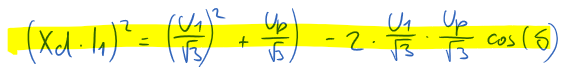 (Xd · I₁)² = (U₁/√3)² + (Up/√3) - 2 · U₁/√3 · Up/√3 cos(δ)